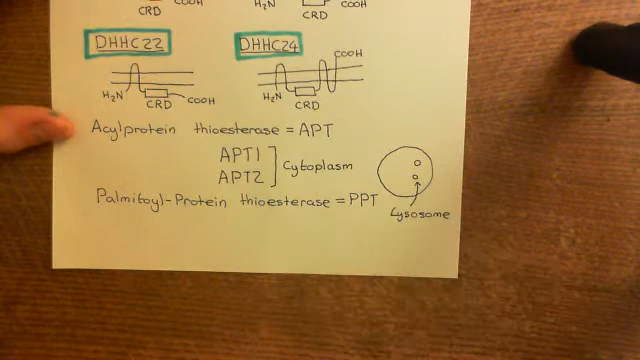 CRD COOH H₂N CRD COOH
DHHC22 DHHC24
COOH
H₂N CRD COOH H₂N CRD
Acylprotein thioesterase = APT
APT1
APT2 ] Cytoplasm
Palmitoyl-Protein thioesterase = PPT
Lysosome